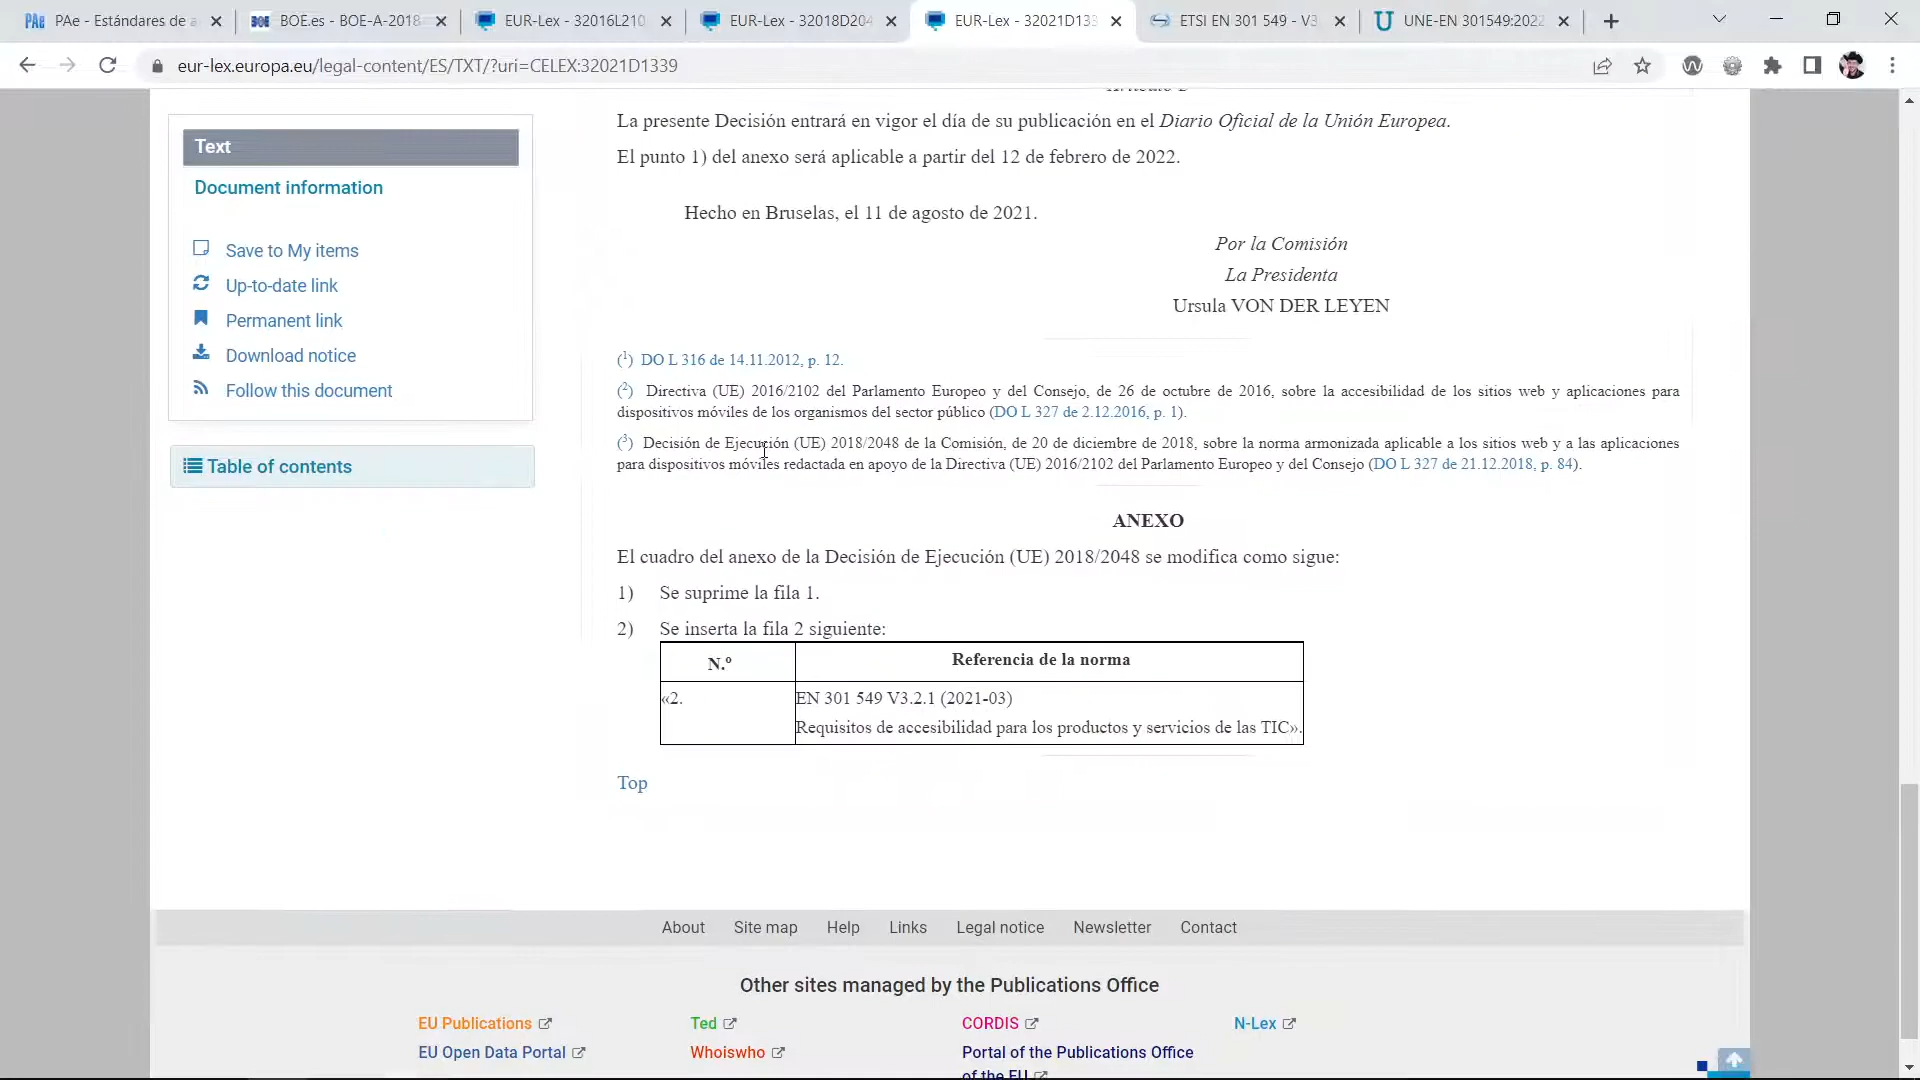 PAe - Estándares de a
BOE.es - BOE-A-2018
EUR-Lex - 32016L210
EUR-Lex - 32018D204
EUR-Lex - 32021D133
ETSI EN 301 549 - V3
UNE-EN 301549:2022
eur-lex.europa.eu/legal-content/ES/TXT/?uri=CELEX:32021D1339
Text
Document information
Save to My items
Up-to-date link
Permanent link
Download notice
Follow this document
Table of contents
La presente Decisión entrará en vigor el día de su publicación en el Diario Oficial de la Unión Europea.
El punto 1) del anexo será aplicable a partir del 12 de febrero de 2022.
Hecho en Bruselas, el 11 de agosto de 2021.
Por la Comisión
La Presidenta
Ursula VON DER LEYEN
(1) DO L 316 de 14.11.2012, p. 12.
(2) Directiva (UE) 2016/2102 del Parlamento Europeo y del Consejo, de 26 de octubre de 2016, sobre la accesibilidad de los sitios web y aplicaciones para
dispositivos móviles de los organismos del sector público (DO L 327 de 2.12.2016, p. 1).
(3) Decisión de Ejecución (UE) 2018/2048 de la Comisión, de 20 de diciembre de 2018, sobre la norma armonizada aplicable a los sitios web y a las aplicaciones
para dispositivos móviles redactada en apoyo de la Directiva (UE) 2016/2102 del Parlamento Europeo y del Consejo (DO L 327 de 21.12.2018, p. 84).
ANEXO
El cuadro del anexo de la Decisión de Ejecución (UE) 2018/2048 se modifica como sigue:
1) Se suprime la fila 1.
2) Se inserta la fila 2 siguiente:
N.º Referencia de la norma
«2. EN 301 549 V3.2.1 (2021-03)
Requisitos de accesibilidad para los productos y servicios de las TIC».
Top
About Site map Help Links Legal notice Newsletter Contact
Other sites managed by the Publications Office
EU Publications Ted CORDIS N-Lex
EU Open Data Portal Whoiswho Portal of the Publications Office
of the EU